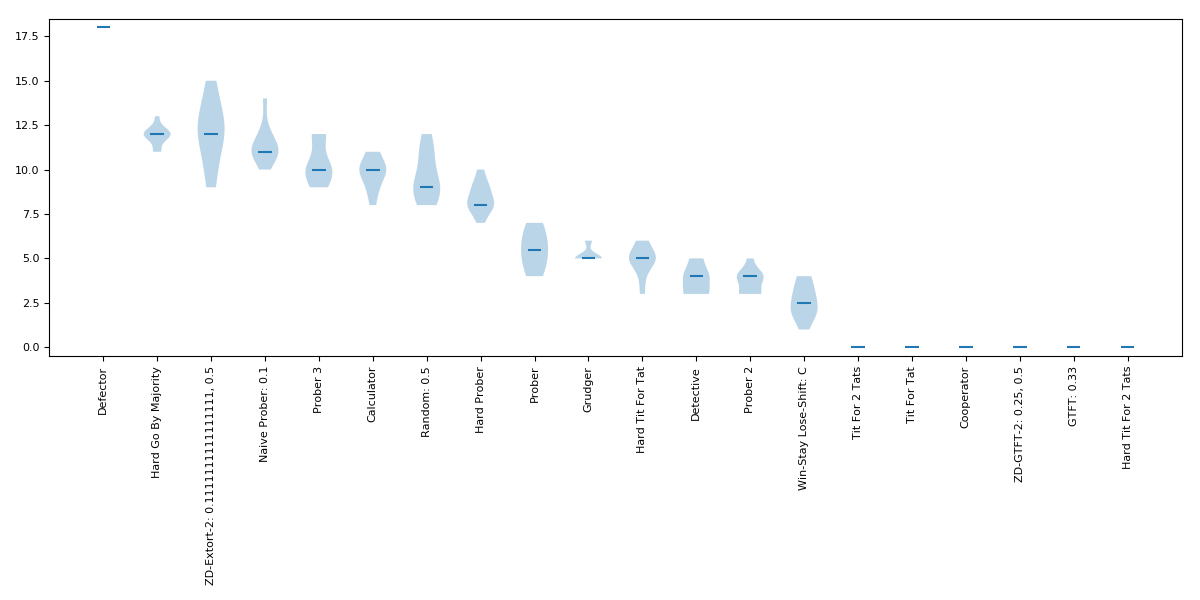 17.5
15.0
12.5
10.0
7.5
5.0
2.5
0.0
Defector
Hard Go By Majority
ZD-Extort-2: 0.1111111111111111, 0.5
Naive Prober: 0.1
Prober 3
Calculator
Random: 0.5
Hard Prober
Prober
Grudger
Hard Tit For Tat
Detective
Prober 2
Win-Stay Lose-Shift: C
Tit For 2 Tats
Tit For Tat
Cooperator
ZD-GTFT-2: 0.25, 0.5
GTFT: 0.33
Hard Tit For 2 Tats